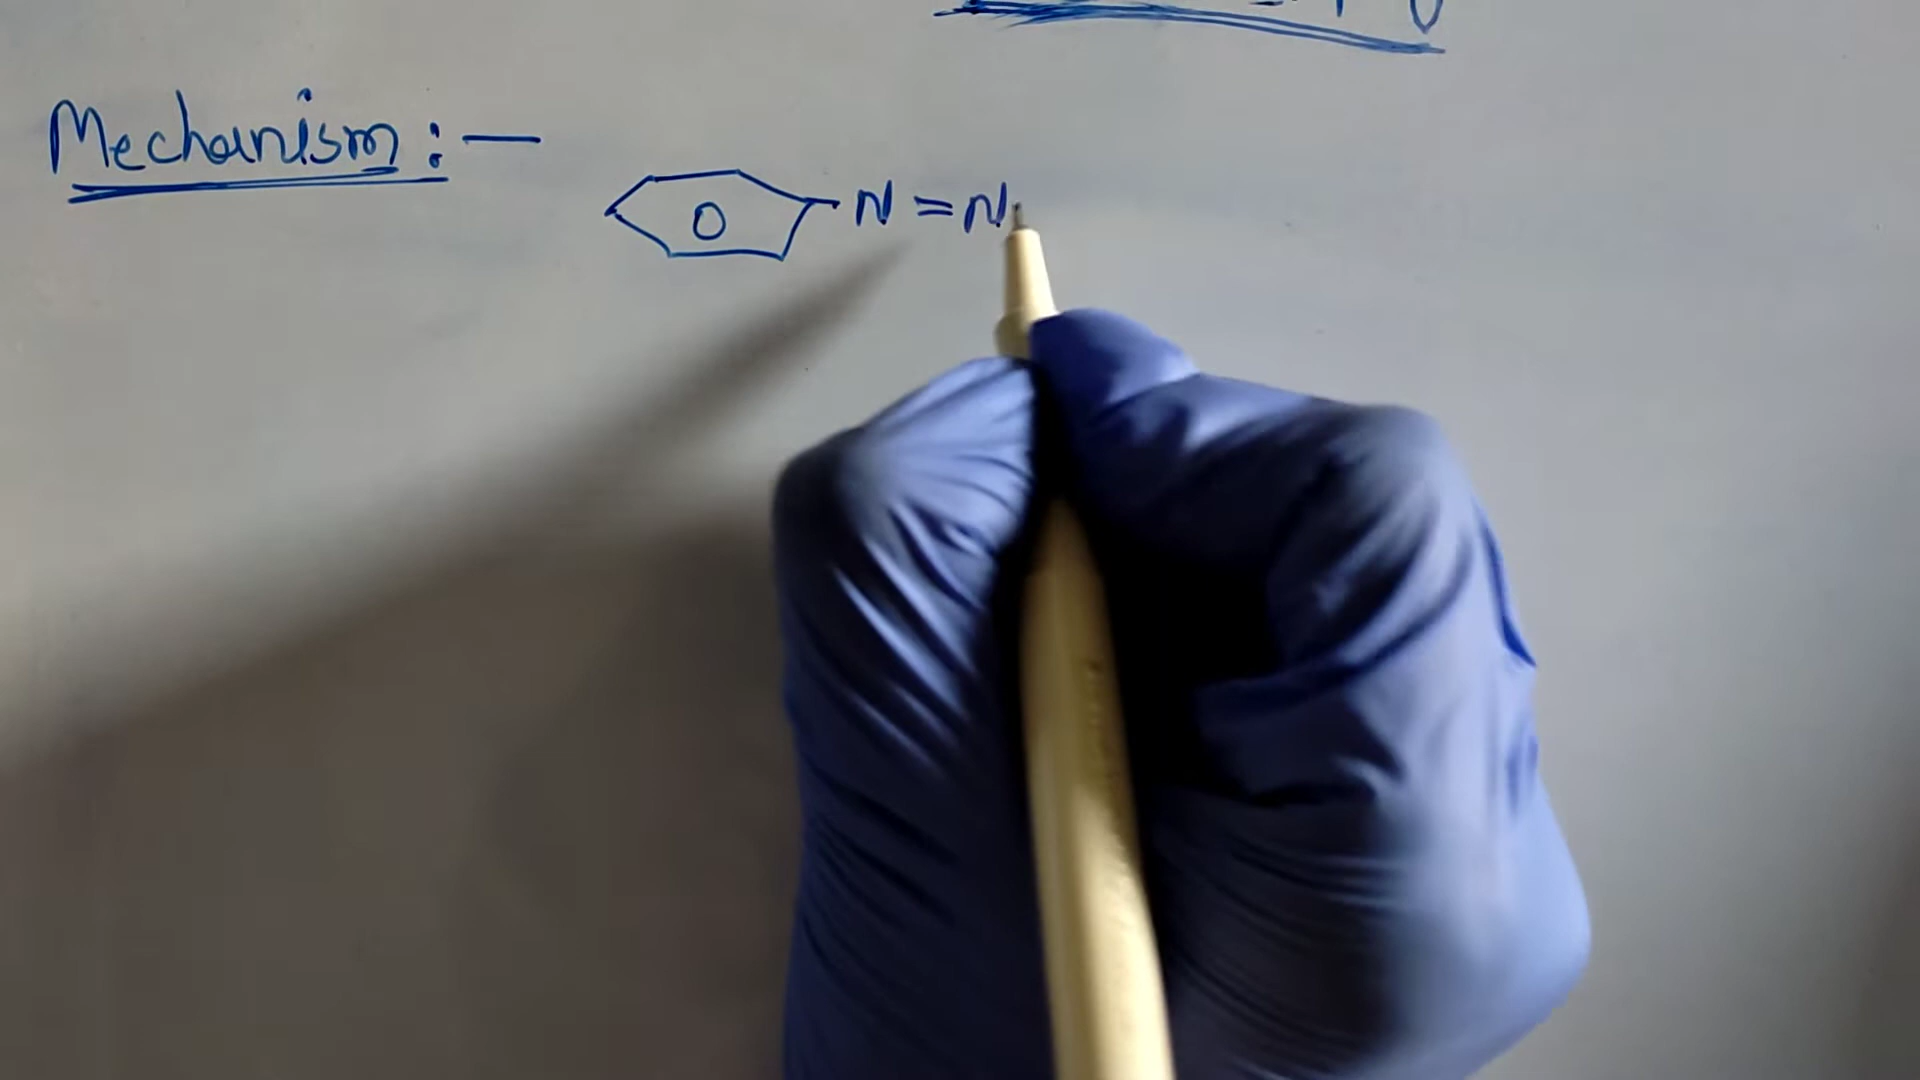 Mechanism : —
N = N